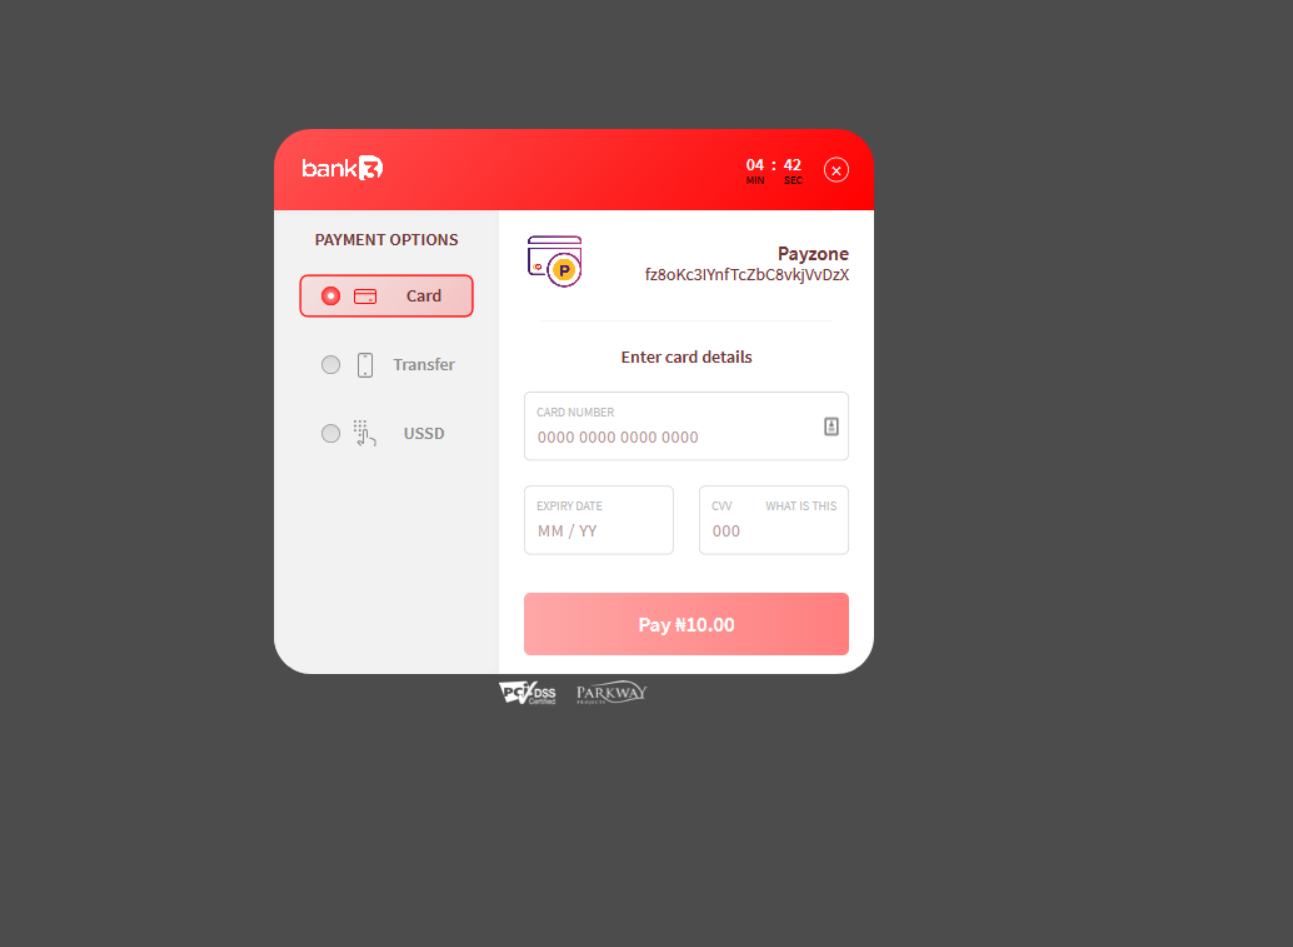 bank3
04 : 42
MIN SEC
PAYMENT OPTIONS
Card
Transfer
USSD
P
Payzone
fz8oKc3IYnfTcZbC8vkjVvDzX
Enter card details
CARD NUMBER
0000 0000 0000 0000
EXPIRY DATE
MM / YY
CVV WHAT IS THIS
000
Pay ₦10.00
PCI DSS
Certified
PARKWAY
PROJECTS